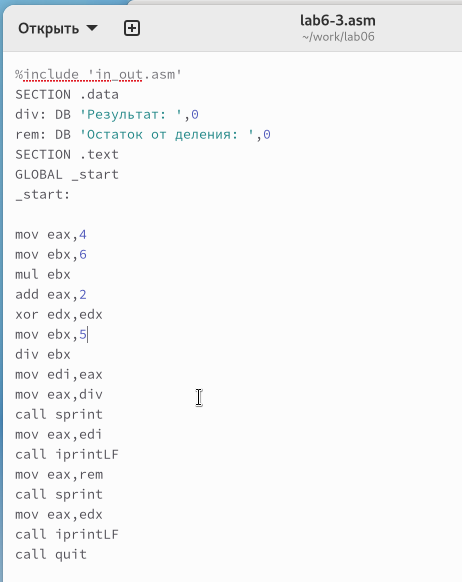 Открыть
lab6-3.asm
~/work/lab06
%include 'in_out.asm'
SECTION .data
div: DB 'Результат: ',0
rem: DB 'Остаток от деления: ',0
SECTION .text
GLOBAL _start
_start:
mov eax,4
mov ebx,6
mul ebx
add eax,2
xor edx,edx
mov ebx,5
div ebx
mov edi,eax
mov eax,div
call sprint
mov eax,edi
call iprintLF
mov eax,rem
call sprint
mov eax,edx
call iprintLF
call quit